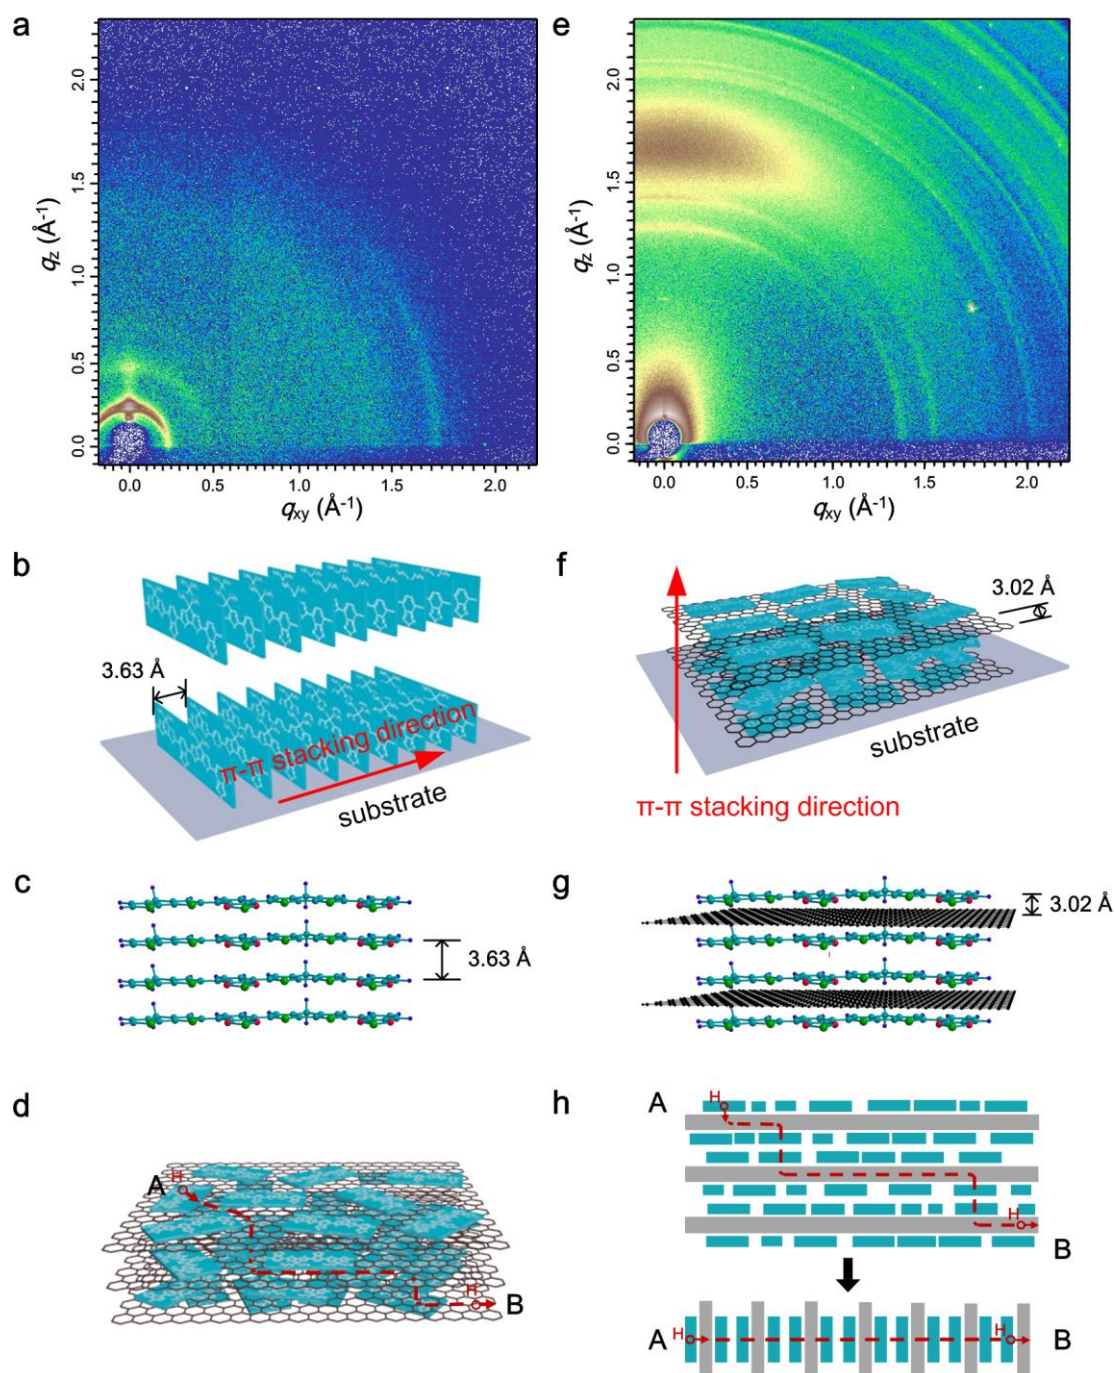 a
2.0
1.5
1.0
0.5
0.0
qz (Å-1)
0.0 0.5 1.0 1.5 2.0
qxy (Å-1)
e
2.0
1.5
1.0
0.5
0.0
qz (Å-1)
0.0 0.5 1.0 1.5 2.0
qxy (Å-1)
b
3.63 Å
π-π stacking direction
substrate
f
3.02 Å
substrate
π-π stacking direction
c
3.63 Å
g
3.02 Å
d
A
H
H
B
h
A
H
H
B
A
H
H
B